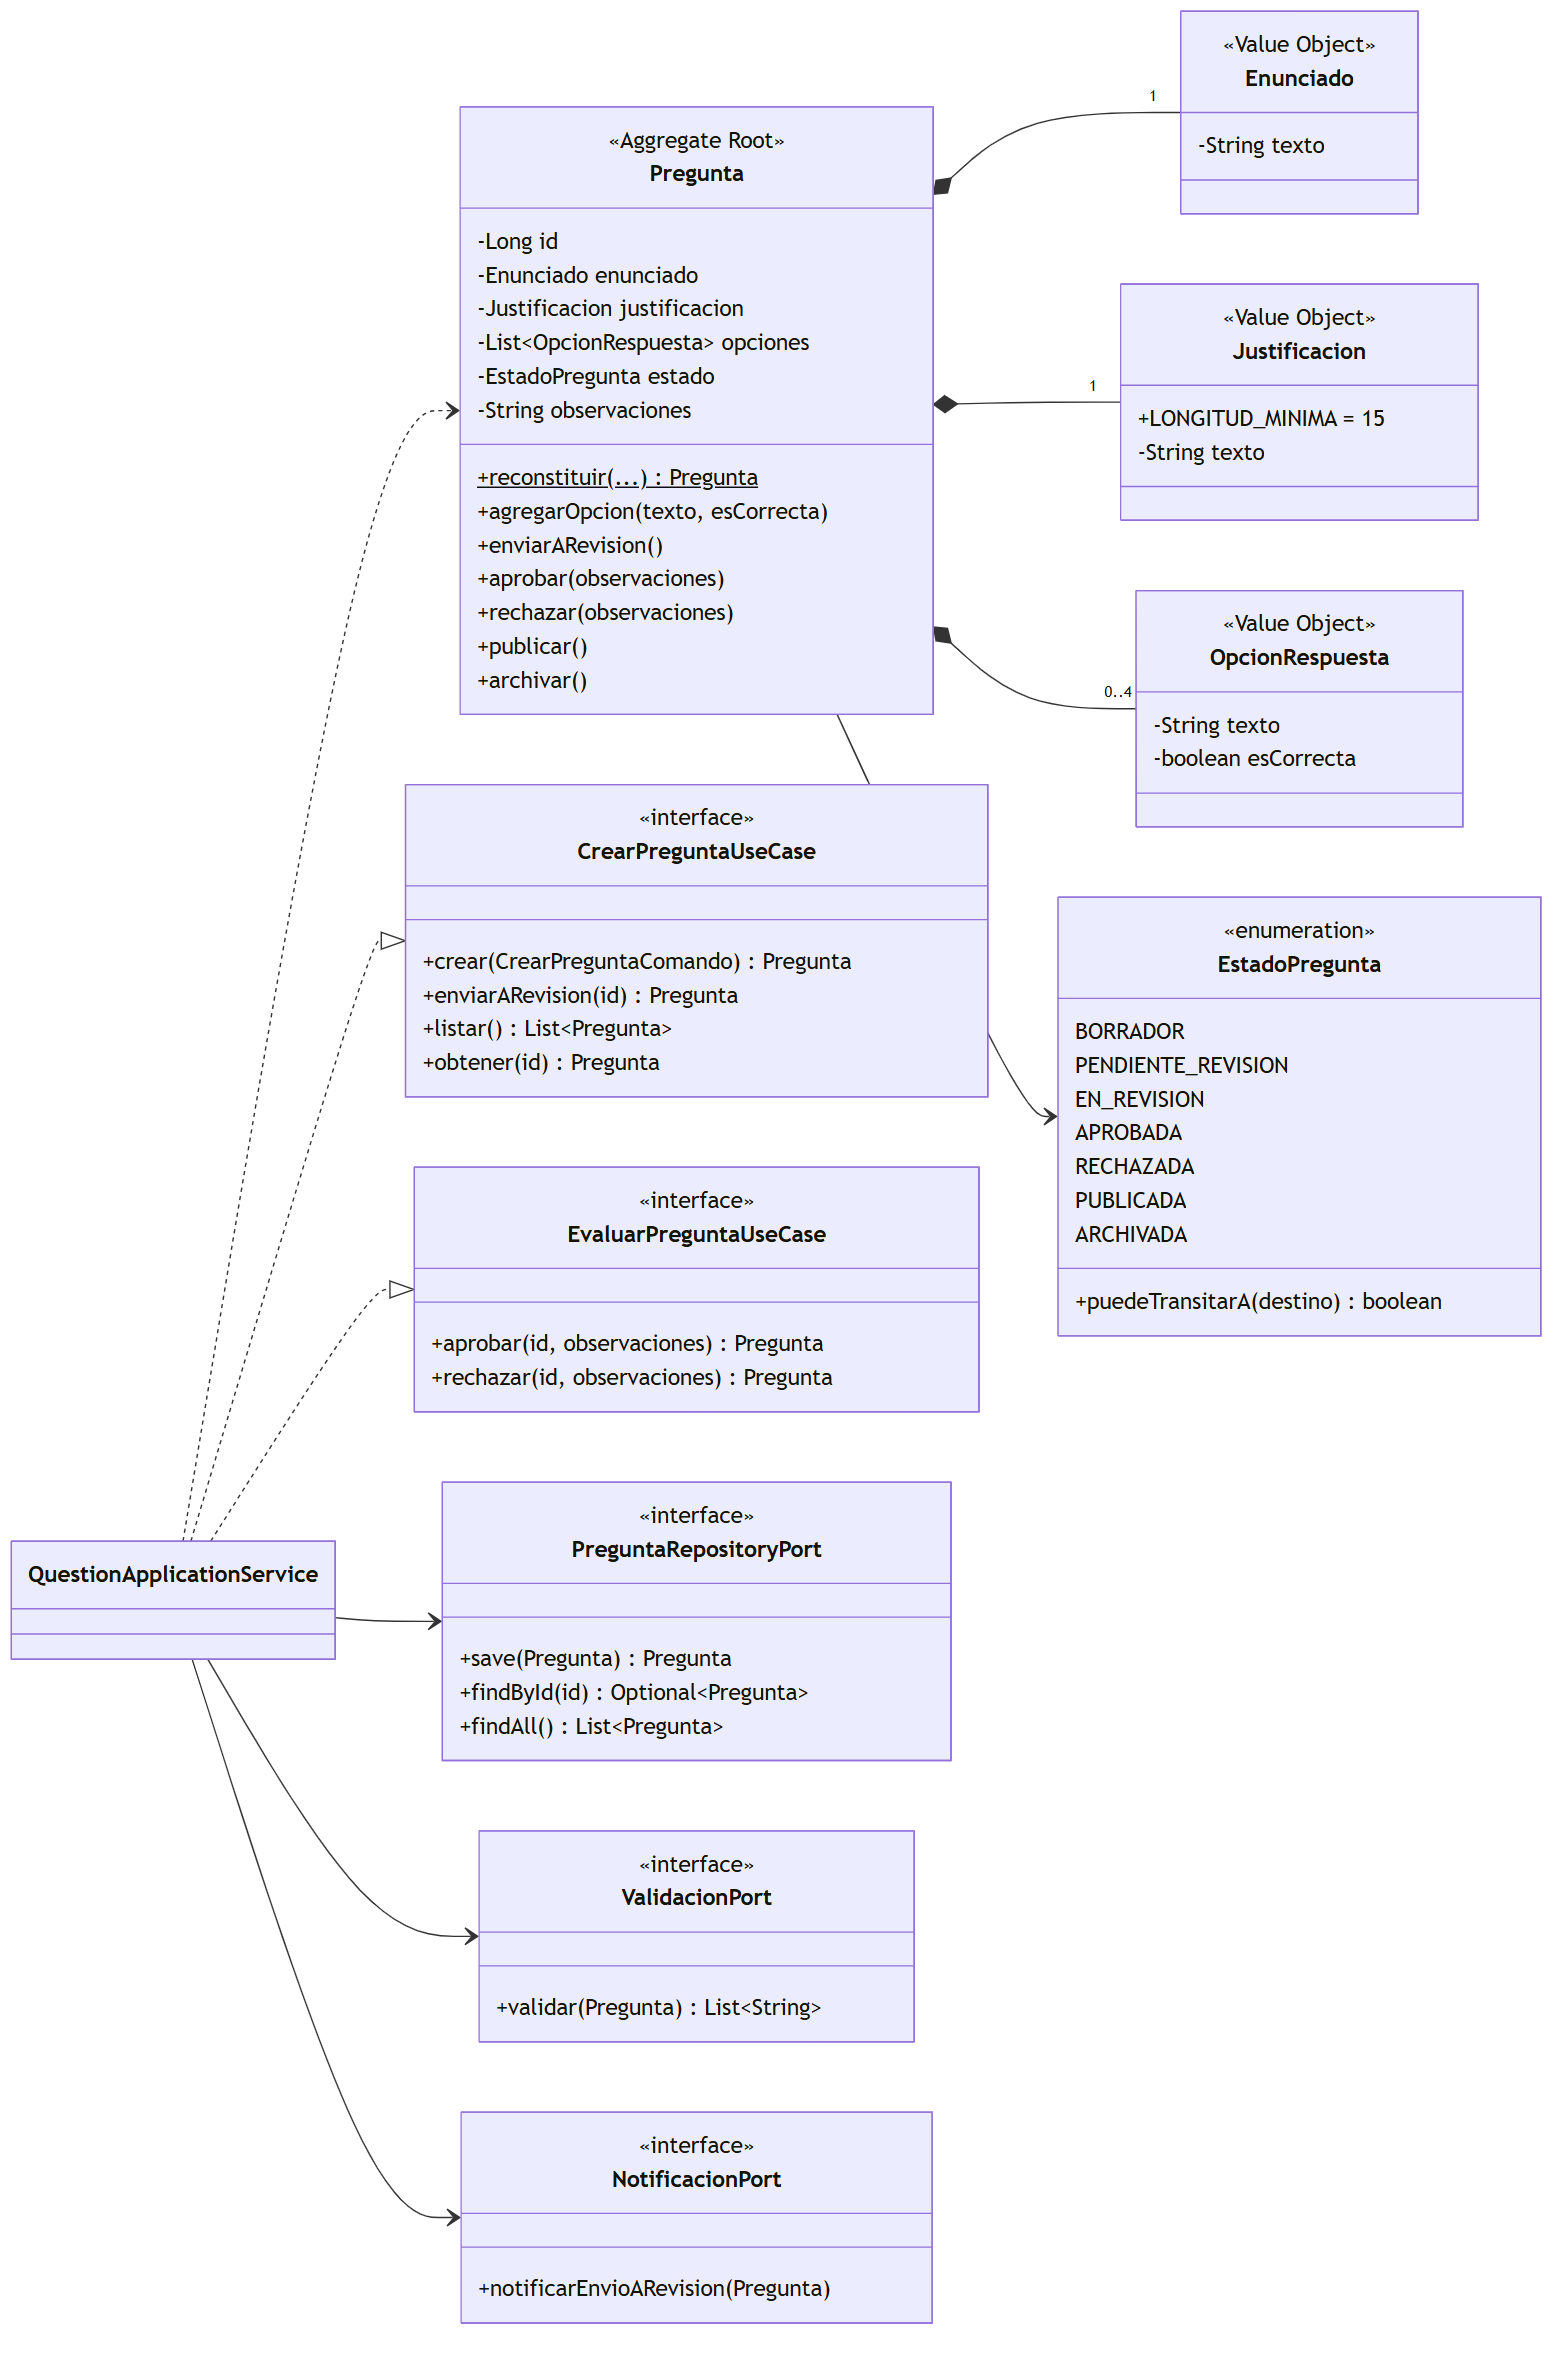 «Value Object»
Enunciado
-String texto
1
«Aggregate Root»
Pregunta
-Long id
-Enunciado enunciado
-Justificacion justificacion
-List<OpcionRespuesta> opciones
-EstadoPregunta estado
-String observaciones
+reconstituir(...) : Pregunta
+agregarOpcion(texto, esCorrecta)
+enviarARevision()
+aprobar(observaciones)
+rechazar(observaciones)
+publicar()
+archivar()
«Value Object»
Justificacion
+LONGITUD_MINIMA = 15
-String texto
1
«Value Object»
OpcionRespuesta
-String texto
-boolean esCorrecta
0..4
«interface»
CrearPreguntaUseCase
+crear(CrearPreguntaComando) : Pregunta
+enviarARevision(id) : Pregunta
+listar() : List<Pregunta>
+obtener(id) : Pregunta
«enumeration»
EstadoPregunta
BORRADOR
PENDIENTE_REVISION
EN_REVISION
APROBADA
RECHAZADA
PUBLICADA
ARCHIVADA
+puedeTransitarA(destino) : boolean
«interface»
EvaluarPreguntaUseCase
+aprobar(id, observaciones) : Pregunta
+rechazar(id, observaciones) : Pregunta
QuestionApplicationService
«interface»
PreguntaRepositoryPort
+save(Pregunta) : Pregunta
+findById(id) : Optional<Pregunta>
+findAll() : List<Pregunta>
«interface»
ValidacionPort
+validar(Pregunta) : List<String>
«interface»
NotificacionPort
+notificarEnvioARevision(Pregunta)